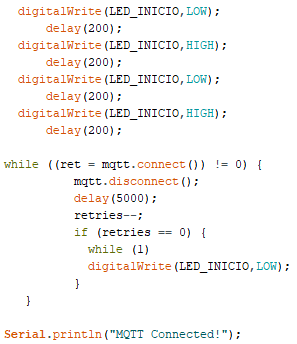 digitalWrite(LED_INICIO,LOW);
delay(200);
digitalWrite(LED_INICIO,HIGH);
delay(200);
digitalWrite(LED_INICIO,LOW);
delay(200);
digitalWrite(LED_INICIO,HIGH);
delay(200);
while ((ret = mqtt.connect()) != 0) {
mqtt.disconnect();
delay(5000);
retries--;
if (retries == 0) {
while (1)
digitalWrite(LED_INICIO,LOW);
}
}
Serial.println("MQTT Connected!");